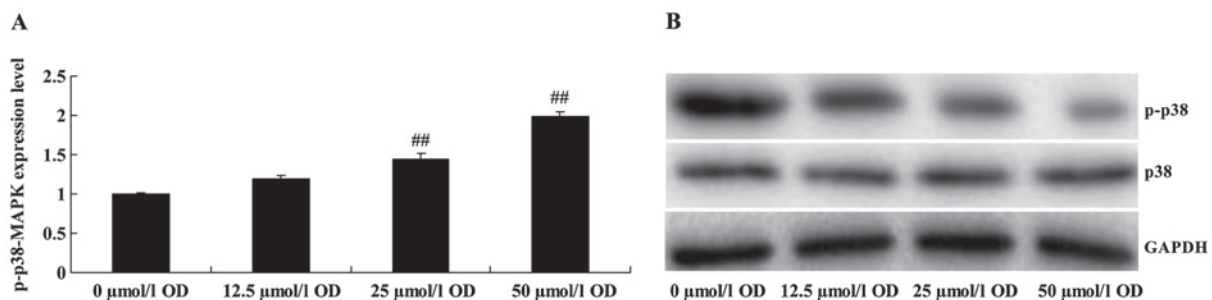 A
p-p38-MAPK expression level
2.5
2
1.5
1
0.5
0
##
##
0 µmol/l OD 12.5 µmol/l OD 25 µmol/l OD 50 µmol/l OD
B
p-p38
p38
GAPDH
0 µmol/l OD 12.5 µmol/l OD 25 µmol/l OD 50 µmol/l OD